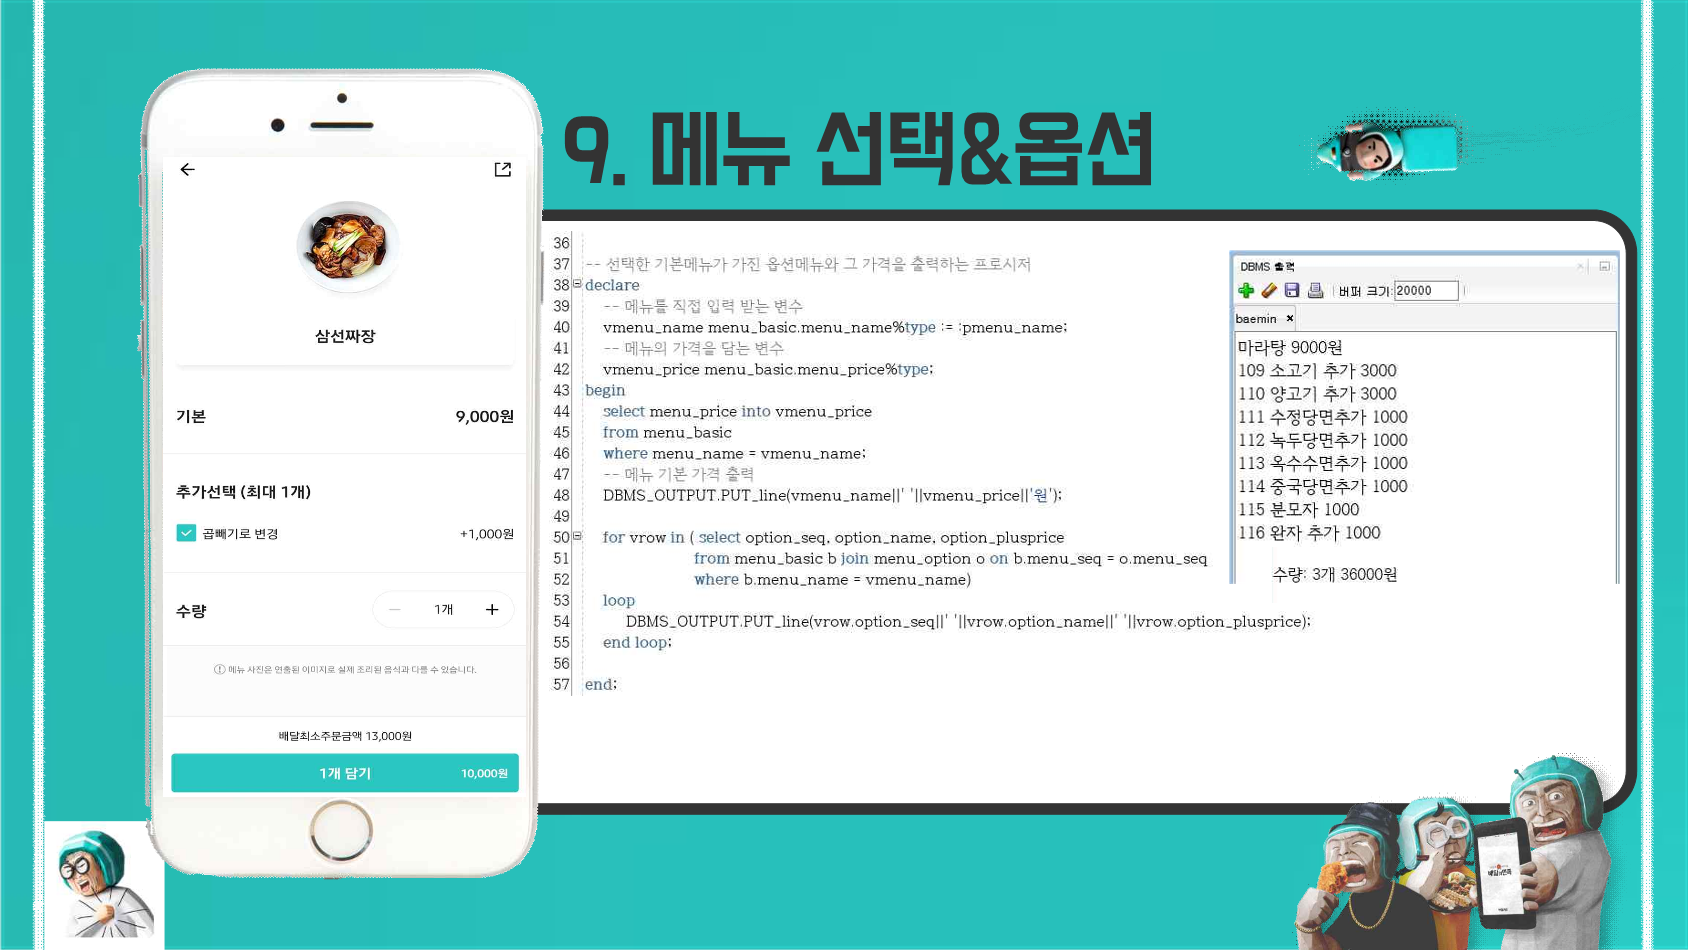 9. 메뉴 선택&옵션
삼선짜장
기본 9,000원
추가선택 (최대 1개)
곱빼기로 변경 +1,000원
수량 1개
메뉴 사진은 연출된 이미지로 실제 조리된 음식과 다를 수 있습니다.
배달최소주문금액 13,000원
1개 담기 10,000원
36
37 -- 선택한 기본메뉴가 가진 옵션메뉴와 그 가격을 출력하는 프로시저
38 declare
39 -- 메뉴를 직접 입력 받는 변수
40 vmenu_name menu_basic.menu_name%type := :pmenu_name;
41 -- 메뉴의 가격을 담는 변수
42 vmenu_price menu_basic.menu_price%type;
43 begin
44 select menu_price into vmenu_price
45 from menu_basic
46 where menu_name = vmenu_name;
47 -- 메뉴 기본 가격 출력
48 DBMS_OUTPUT.PUT_line(vmenu_name||' '||vmenu_price||'원');
49
50 for vrow in ( select option_seq, option_name, option_plusprice
51 from menu_basic b join menu_option o on b.menu_seq = o.menu_seq
52 where b.menu_name = vmenu_name)
53 loop
54 DBMS_OUTPUT.PUT_line(vrow.option_seq||' '||vrow.option_name||' '||vrow.option_plusprice);
55 end loop;
56
57 end;
DBMS 출력
버퍼 크기: 20000
baemin
마라탕 9000원
109 소고기 추가 3000
110 양고기 추가 3000
111 수정당면추가 1000
112 녹두당면추가 1000
113 옥수수면추가 1000
114 중국당면추가 1000
115 분모자 1000
116 완자 추가 1000
수량: 3개 36000원